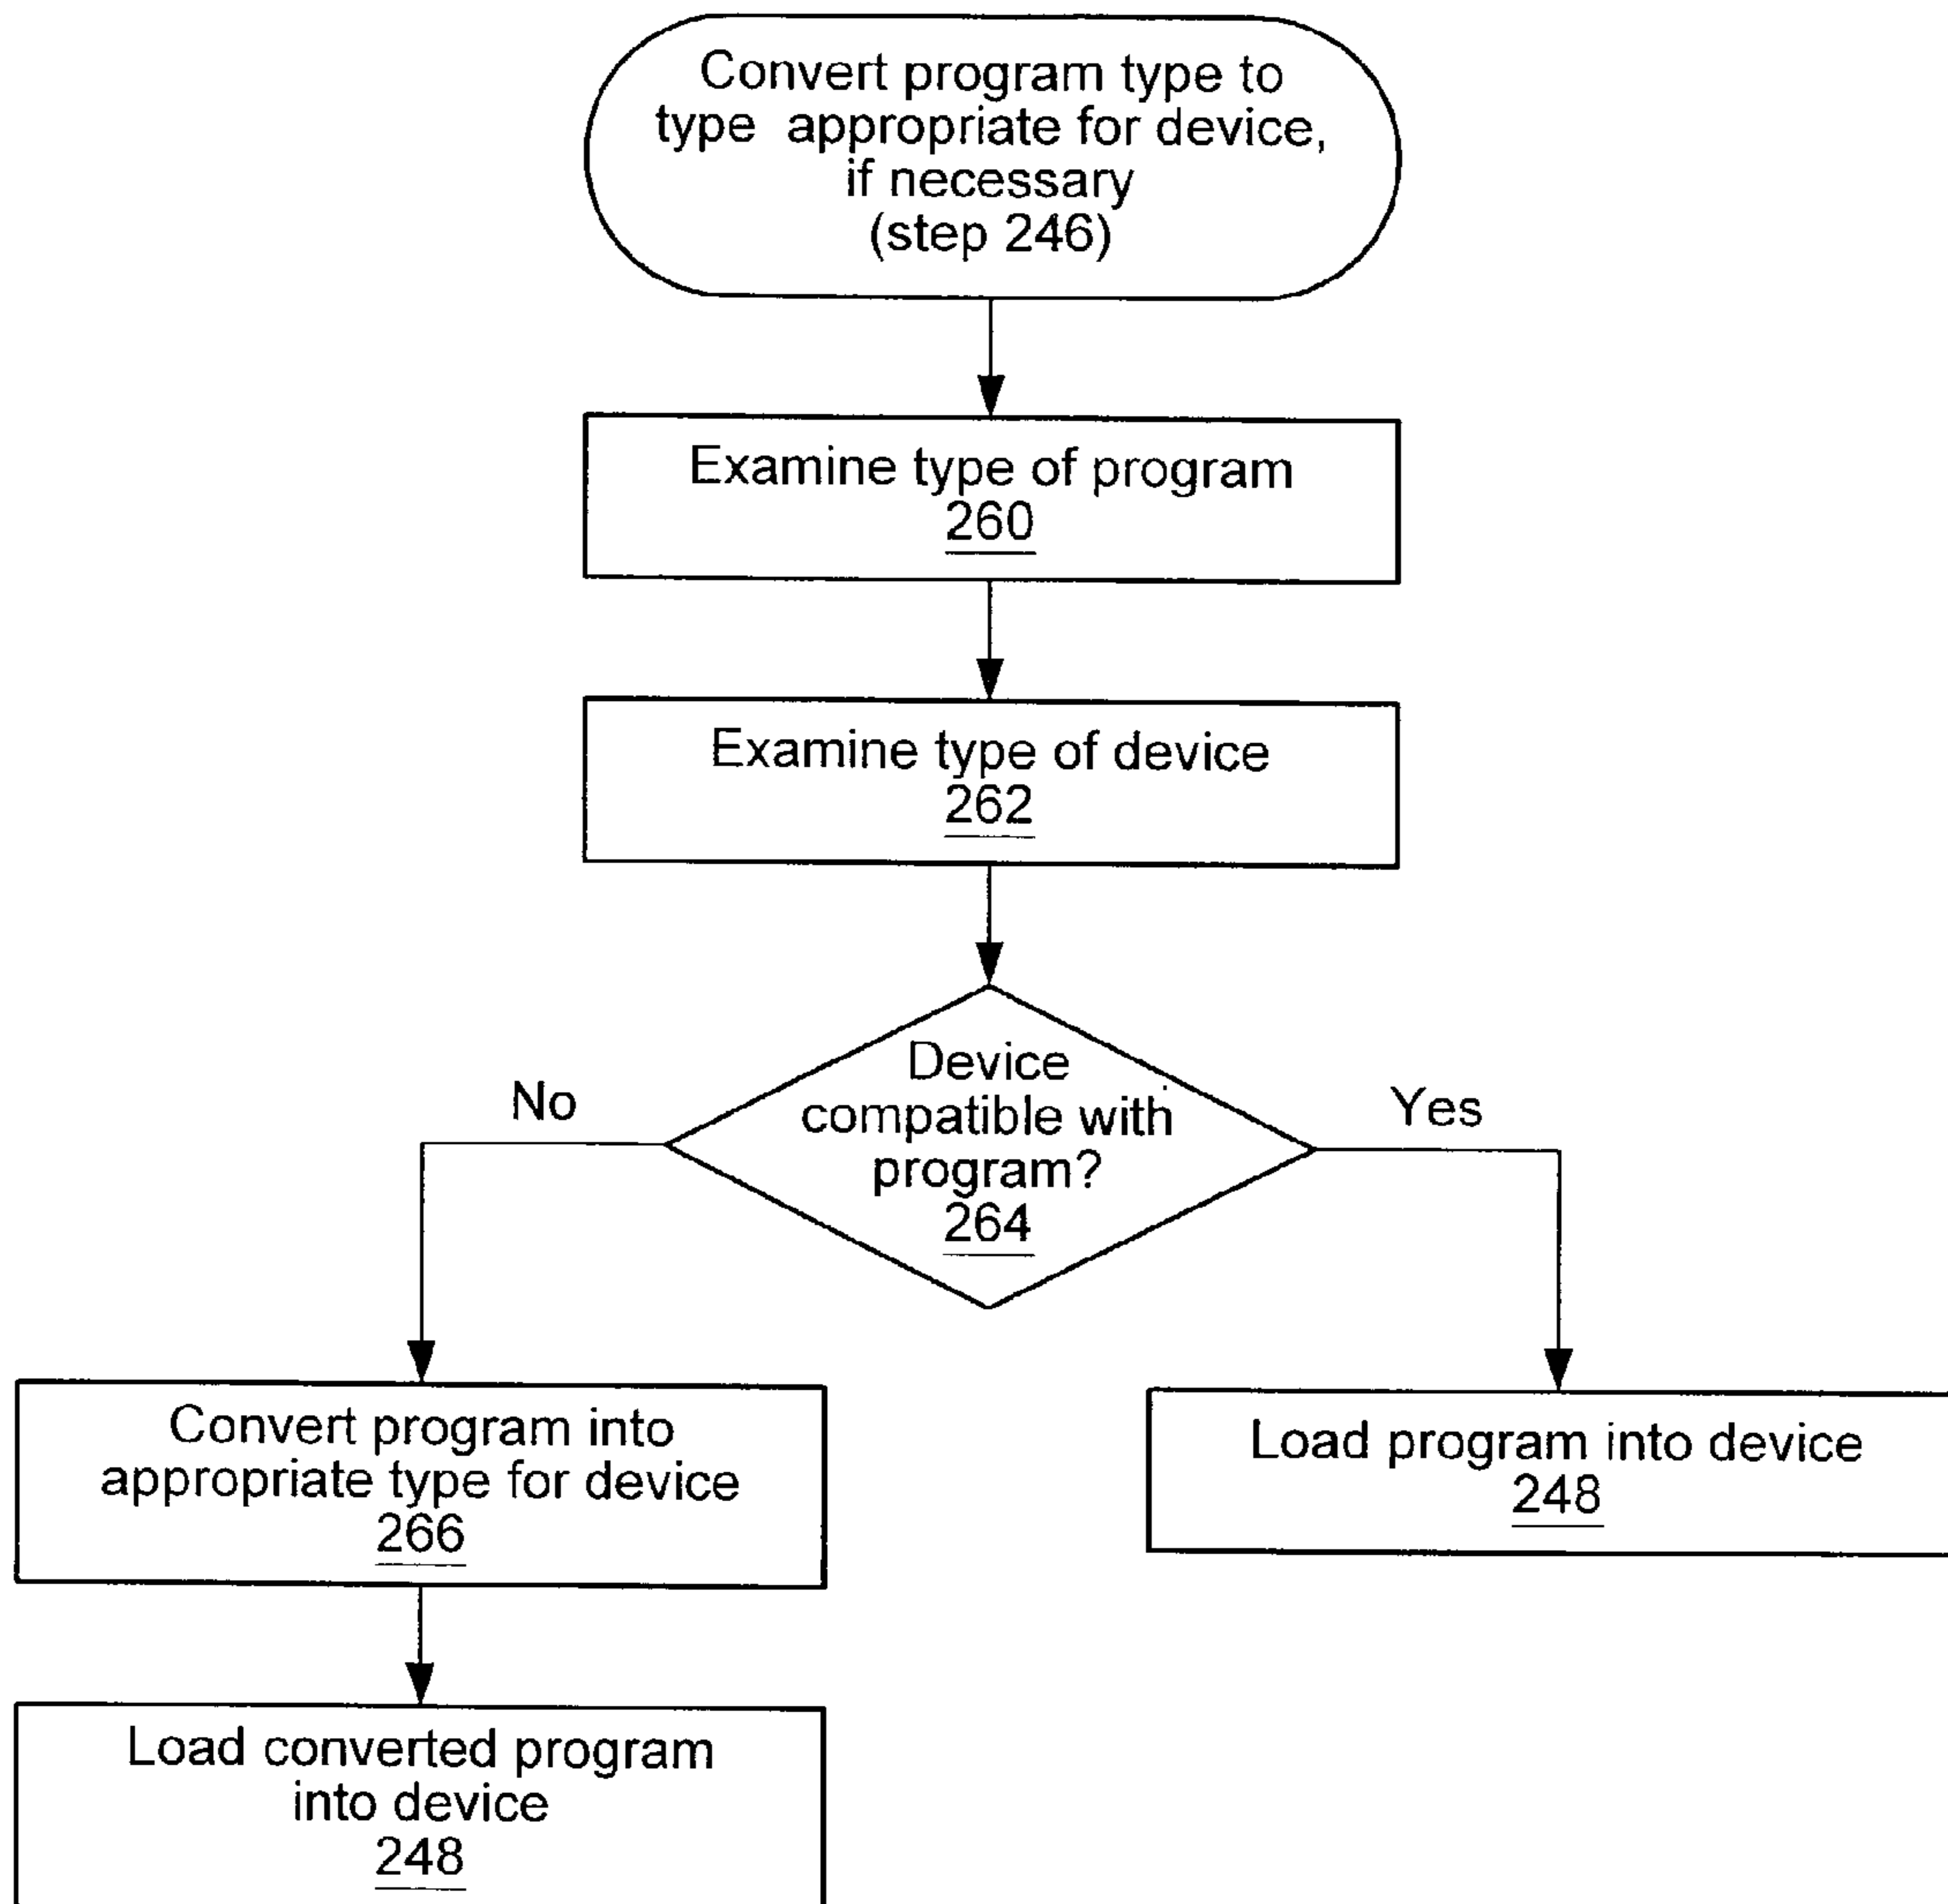 Convert program type to
type appropriate for device,
if necessary
(step 246)
Examine type of program
260
Examine type of device
262
Device
compatible with
program?
264
No
Yes
Convert program into
appropriate type for device
266
Load program into device
248
Load converted program
into device
248